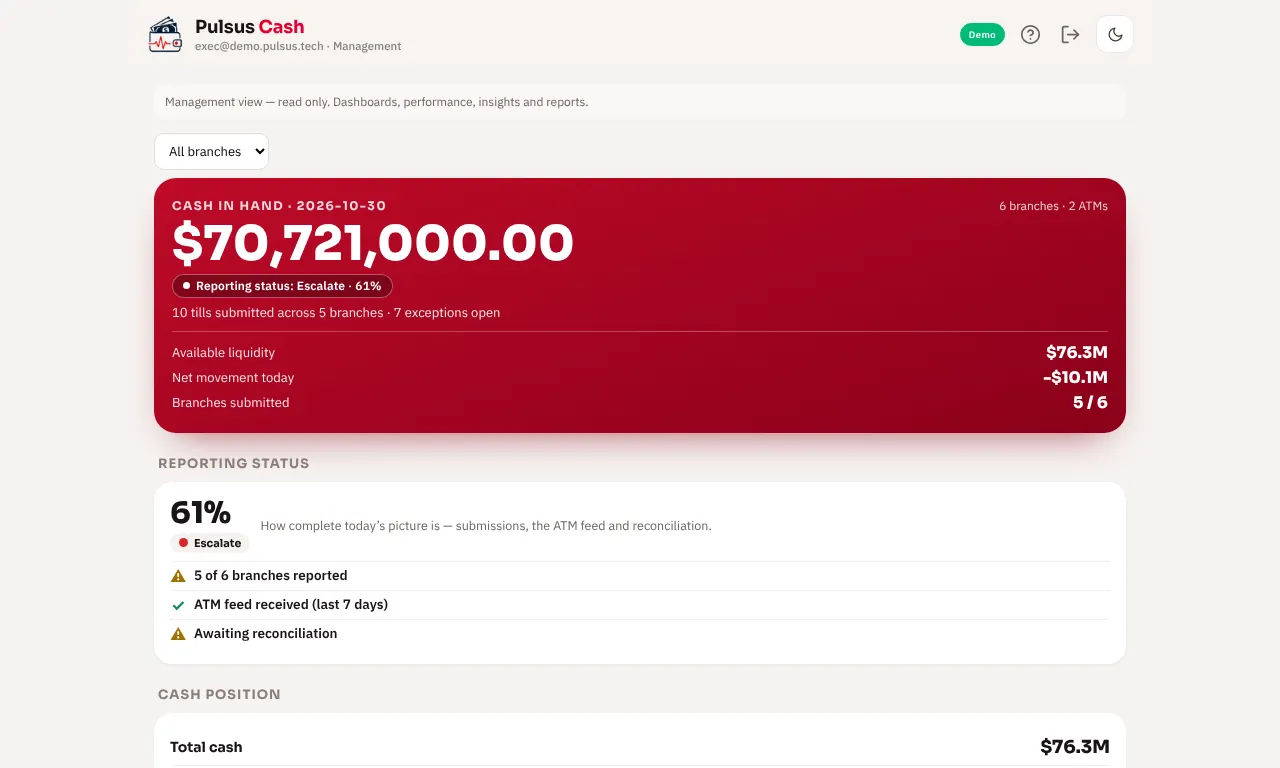 Pulsus Cash
exec@demo.pulsus.tech · Management
Demo
Management view — read only. Dashboards, performance, insights and reports.
All branches
CASH IN HAND · 2026-10-30
6 branches · 2 ATMs
$70,721,000.00
Reporting status: Escalate · 61%
10 tills submitted across 5 branches · 7 exceptions open
Available liquidity
$76.3M
Net movement today
-$10.1M
Branches submitted
5 / 6
REPORTING STATUS
61%
Escalate
How complete today's picture is — submissions, the ATM feed and reconciliation.
5 of 6 branches reported
ATM feed received (last 7 days)
Awaiting reconciliation
CASH POSITION
Total cash
$76.3M